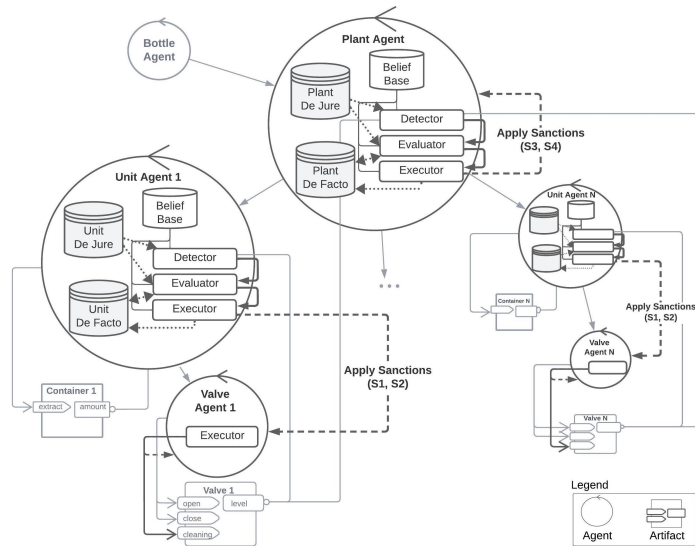 Bottle
Agent
Plant Agent
Belief
Base
Plant
De Jure
Detector
Evaluator
Executor
Plant
De Facto
Apply Sanctions
(S3, S4)
Unit Agent 1
Belief
Base
Unit
De Jure
Detector
Evaluator
Executor
Unit
De Facto
Unit Agent N
Container N
Apply Sanctions
(S1, S2)
Valve
Agent N
Valve N
Apply Sanctions
(S1, S2)
Container 1
extract
amount
Valve
Agent 1
Executor
Valve 1
open
level
close
cleaning
Legend
Agent
Artifact